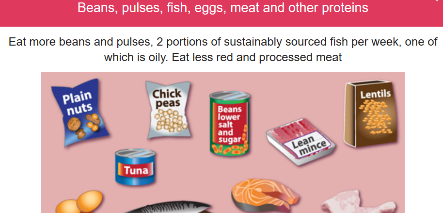 Beans, pulses, fish, eggs, meat and other proteins
Eat more beans and pulses, 2 portions of sustainably sourced fish per week, one of
which is oily. Eat less red and processed meat
Plain
nuts
Chick
peas
Beans
lower
salt
and
sugar
Lean
mince
Lentils
Tuna